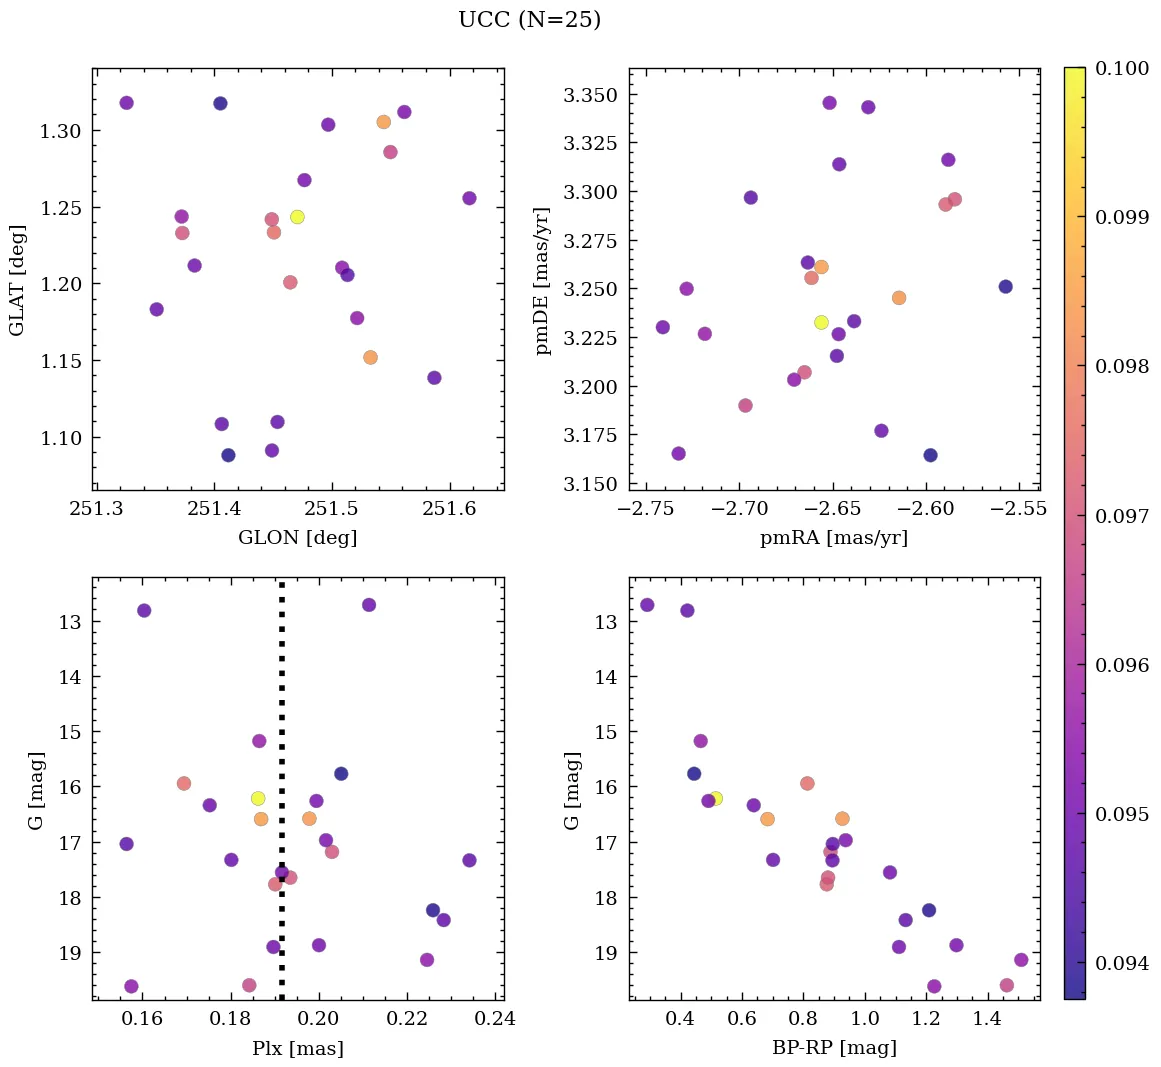 UCC (N=25)
1.30
1.25
1.20
1.15
1.10
GLAT [deg]
251.3 251.4 251.5 251.6
GLON [deg]
3.350
3.325
3.300
3.275
3.250
3.225
3.200
3.175
3.150
pmDE [mas/yr]
−2.75 −2.70 −2.65 −2.60 −2.55
pmRA [mas/yr]
13
14
15
16
17
18
19
G [mag]
0.16 0.18 0.20 0.22 0.24
Plx [mas]
13
14
15
16
17
18
19
G [mag]
0.4 0.6 0.8 1.0 1.2 1.4
BP-RP [mag]
0.100
0.099
0.098
0.097
0.096
0.095
0.094